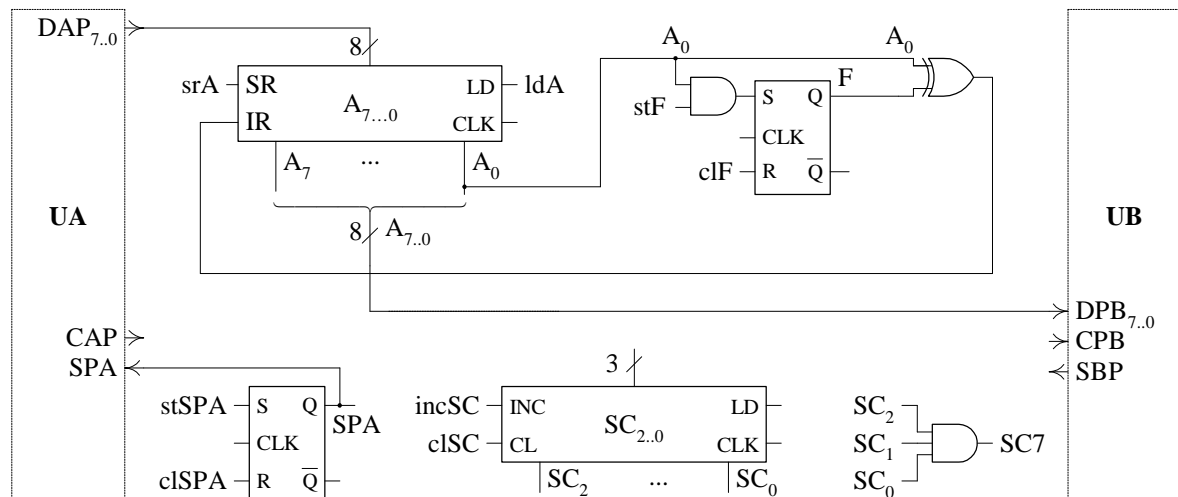 DAP7..0
8
A0
A0
srA
SR
LD
ldA
A7...0
IR
CLK
stF
S
Q
F
CLK
clF
R
Q
A7
...
A0
UA
UB
8
A7..0
DPB7..0
CAP
CPB
SPA
SBP
3
stSPA
S
Q
SPA
CLK
clSPA
R
Q
incSC
INC
LD
SC2..0
clSC
CL
CLK
SC2
...
SC0
SC2
SC1
SC0
SC7